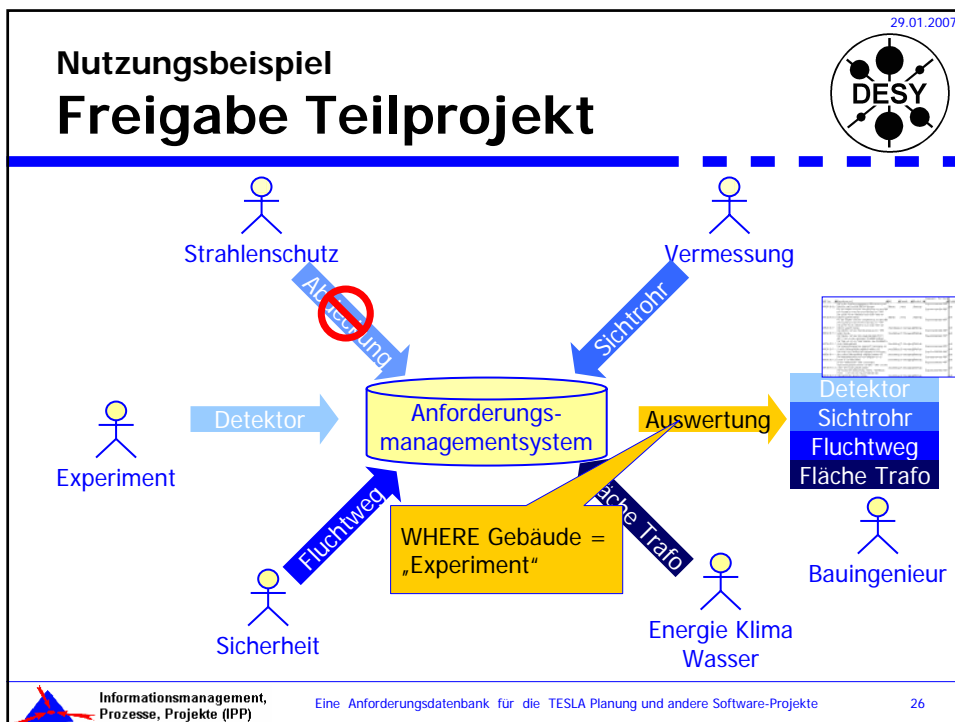 29.01.2007
Nutzungsbeispiel
Freigabe Teilprojekt
DESY
Strahlenschutz
Vermessung
Sichtrohr
Detektor
Experiment
Anforderungs-
managementsystem
Auswertung
Detektor
Sichtrohr
Fluchtweg
Fläche Trafo
Bauingenieur
Fluchtweg
WHERE Gebäude =
„Experiment“
Trafo
Sicherheit
Energie Klima
Wasser
Informationsmanagement,
Prozesse, Projekte (IPP)
Eine Anforderungsdatenbank für die TESLA Planung und andere Software-Projekte
26